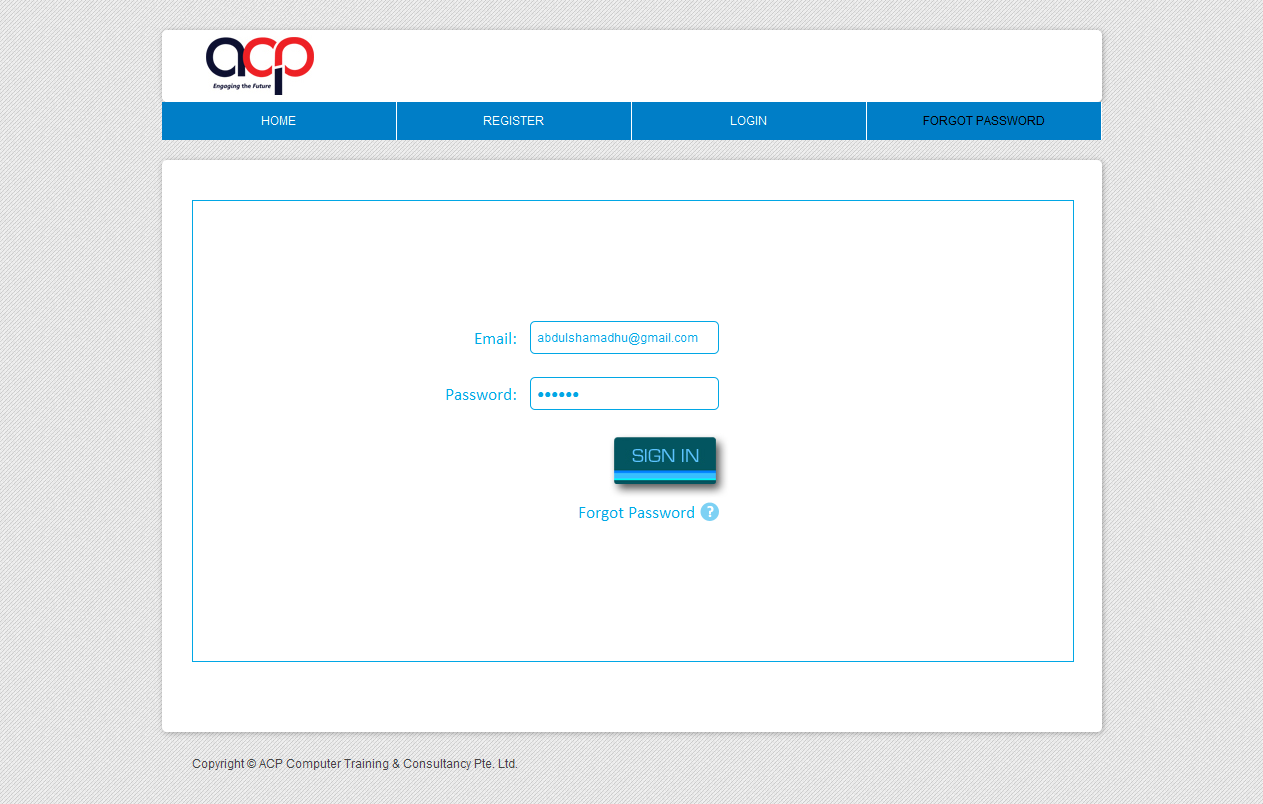 acp
Engaging the Future
HOME
REGISTER
LOGIN
FORGOT PASSWORD
Email:
abdulshamadhu@gmail.com
Password:
••••••
SIGN IN
Forgot Password ?
Copyright © ACP Computer Training & Consultancy Pte. Ltd.